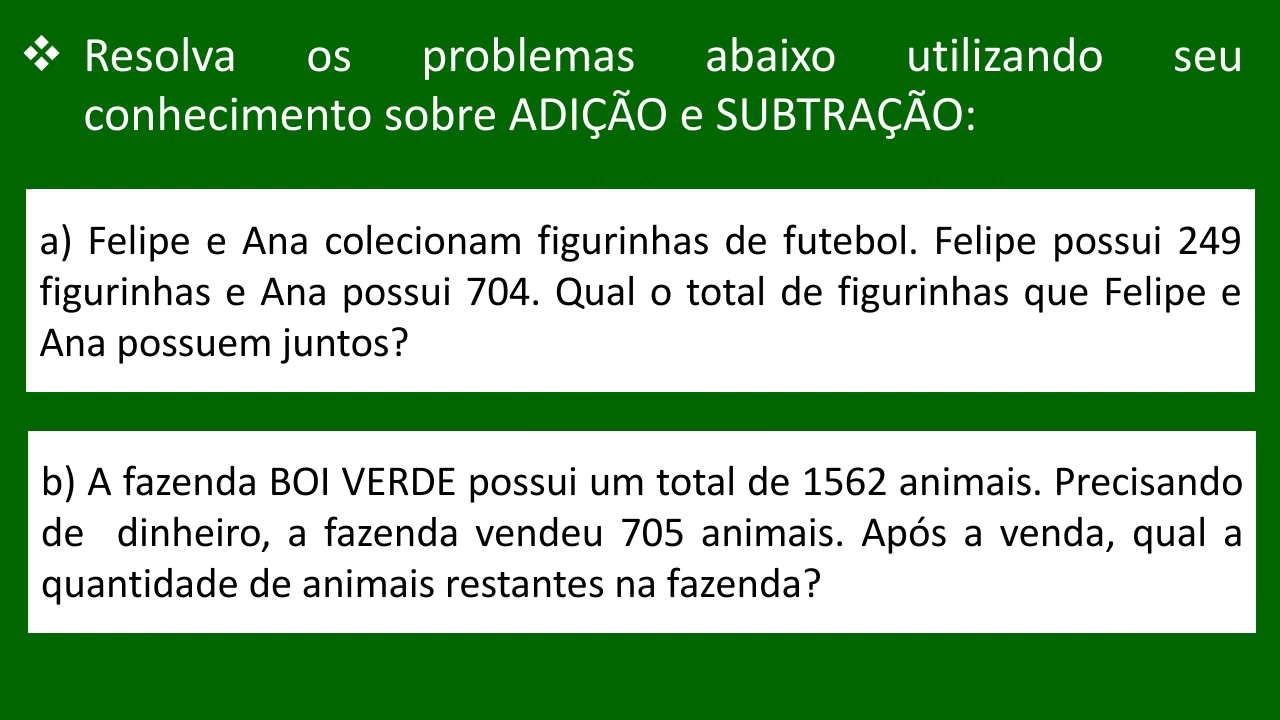 ❖ Resolva os problemas abaixo utilizando seu
conhecimento sobre ADIÇÃO e SUBTRAÇÃO:
a) Felipe e Ana colecionam figurinhas de futebol. Felipe possui 249
figurinhas e Ana possui 704. Qual o total de figurinhas que Felipe e
Ana possuem juntos?
b) A fazenda BOI VERDE possui um total de 1562 animais. Precisando
de dinheiro, a fazenda vendeu 705 animais. Após a venda, qual a
quantidade de animais restantes na fazenda?